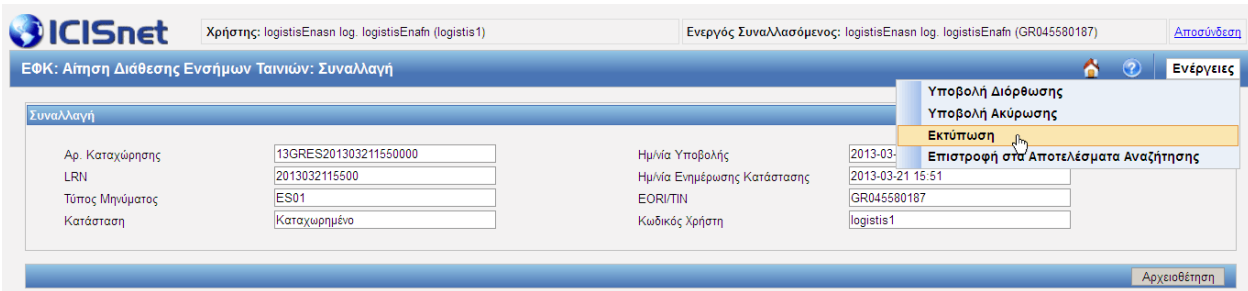 ICISnet
Χρήστης: logistisEnasn log. logistisEnafn (logistis1)
Ενεργός Συναλλασόμενος: logistisEnasn log. logistisEnafn (GR045580187)
Αποσύνδεση
ΕΦΚ: Αίτηση Διάθεσης Ενσήμων Ταινιών: Συναλλαγή
Ενέργειες
Υποβολή Διόρθωσης
Υποβολή Ακύρωσης
Εκτύπωση
Επιστροφή στα Αποτελέσματα Αναζήτησης
Συναλλαγή
Αρ. Καταχώρησης 13GRES201303211550000 Ημ/νία Υποβολής 2013-03-
LRN 2013032115500 Ημ/νία Ενημέρωσης Κατάστασης 2013-03-21 15:51
Τύπος Μηνύματος ES01 EORI/TIN GR045580187
Κατάσταση Καταχωρημένο Κωδικός Χρήστη logistis1
Αρχειοθέτηση